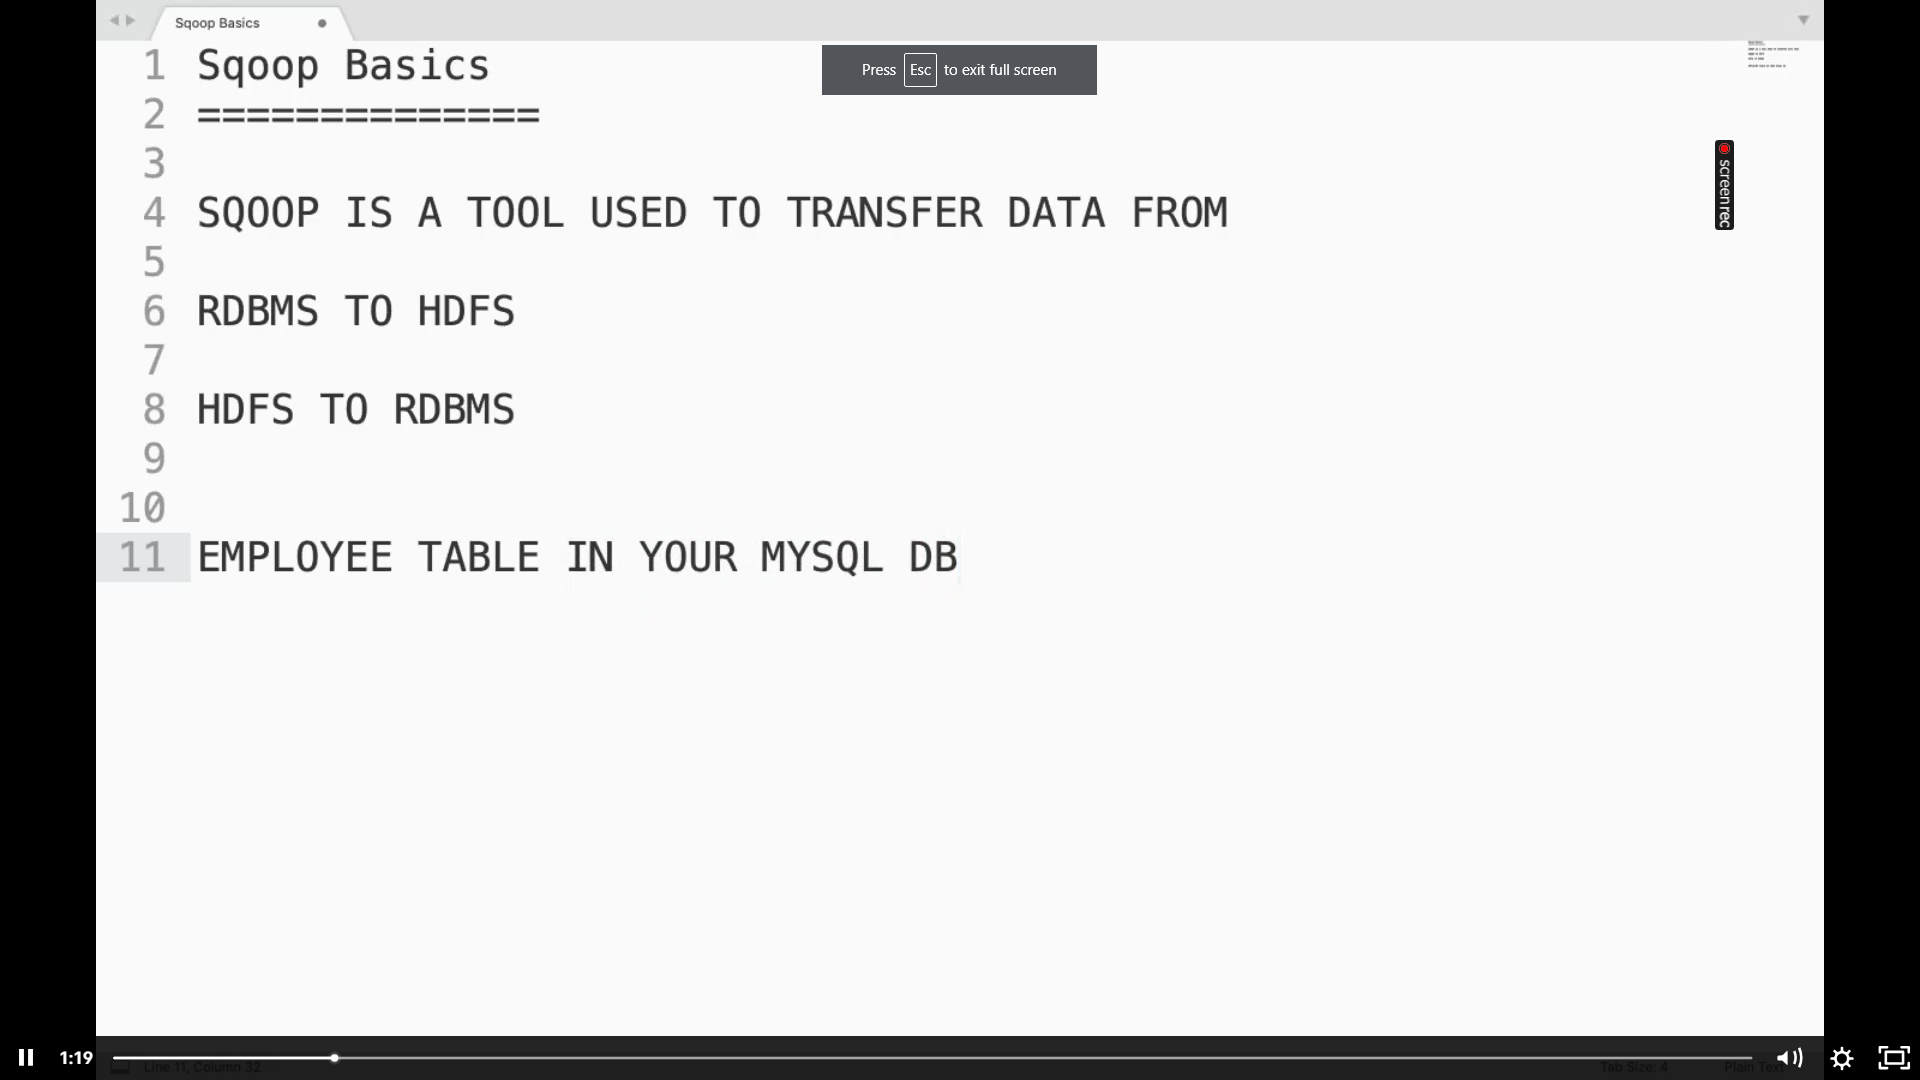 Sqoop Basics
Press Esc to exit full screen
1 Sqoop Basics
2 ==============
3
4 SQOOP IS A TOOL USED TO TRANSFER DATA FROM
5
6 RDBMS TO HDFS
7
8 HDFS TO RDBMS
9
10
11 EMPLOYEE TABLE IN YOUR MYSQL DB
screenrec
1:19
Line 11, Column 32
Tab Size: 4
Plain Text